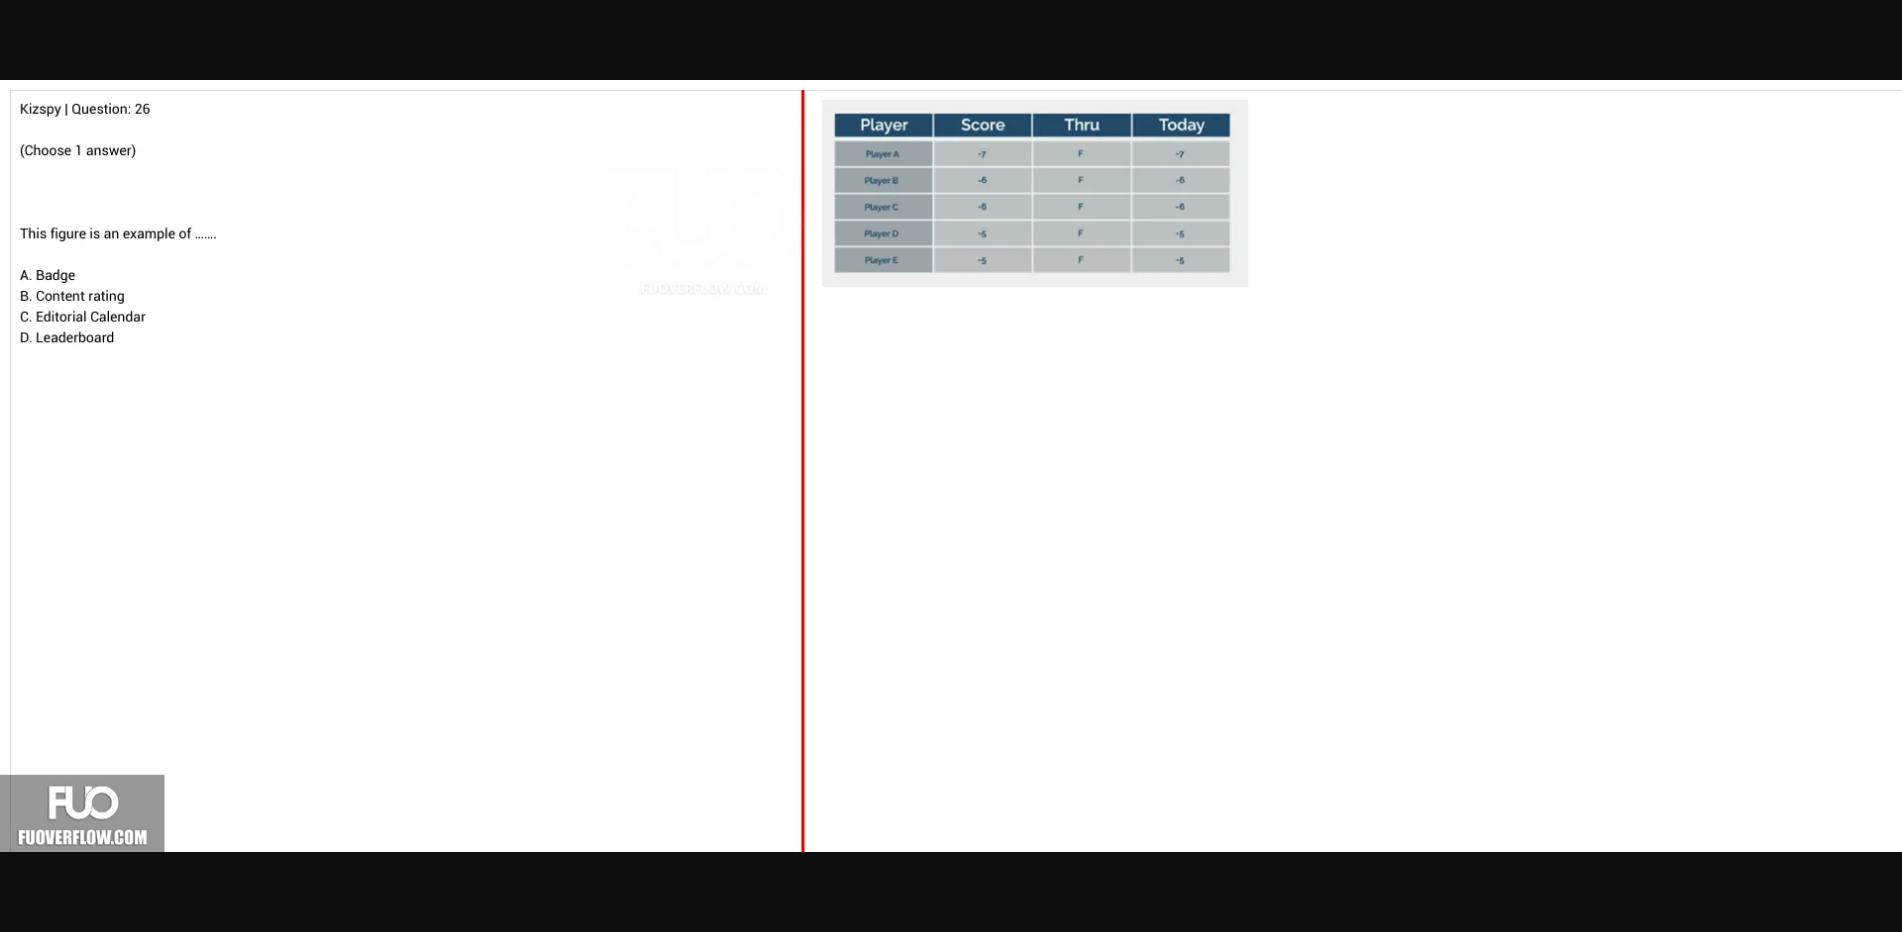 Kizspy | Question: 26
(Choose 1 answer)
This figure is an example of .......
A. Badge
B. Content rating
C. Editorial Calendar
D. Leaderboard
FUO
FUOVERFLOW.COM
Player Score Thru Today
Player A -7 F -7
Player B -6 F -6
Player C -6 F -6
Player D -5 F -5
Player E -5 F -5
FUO
FUOVERFLOW.COM